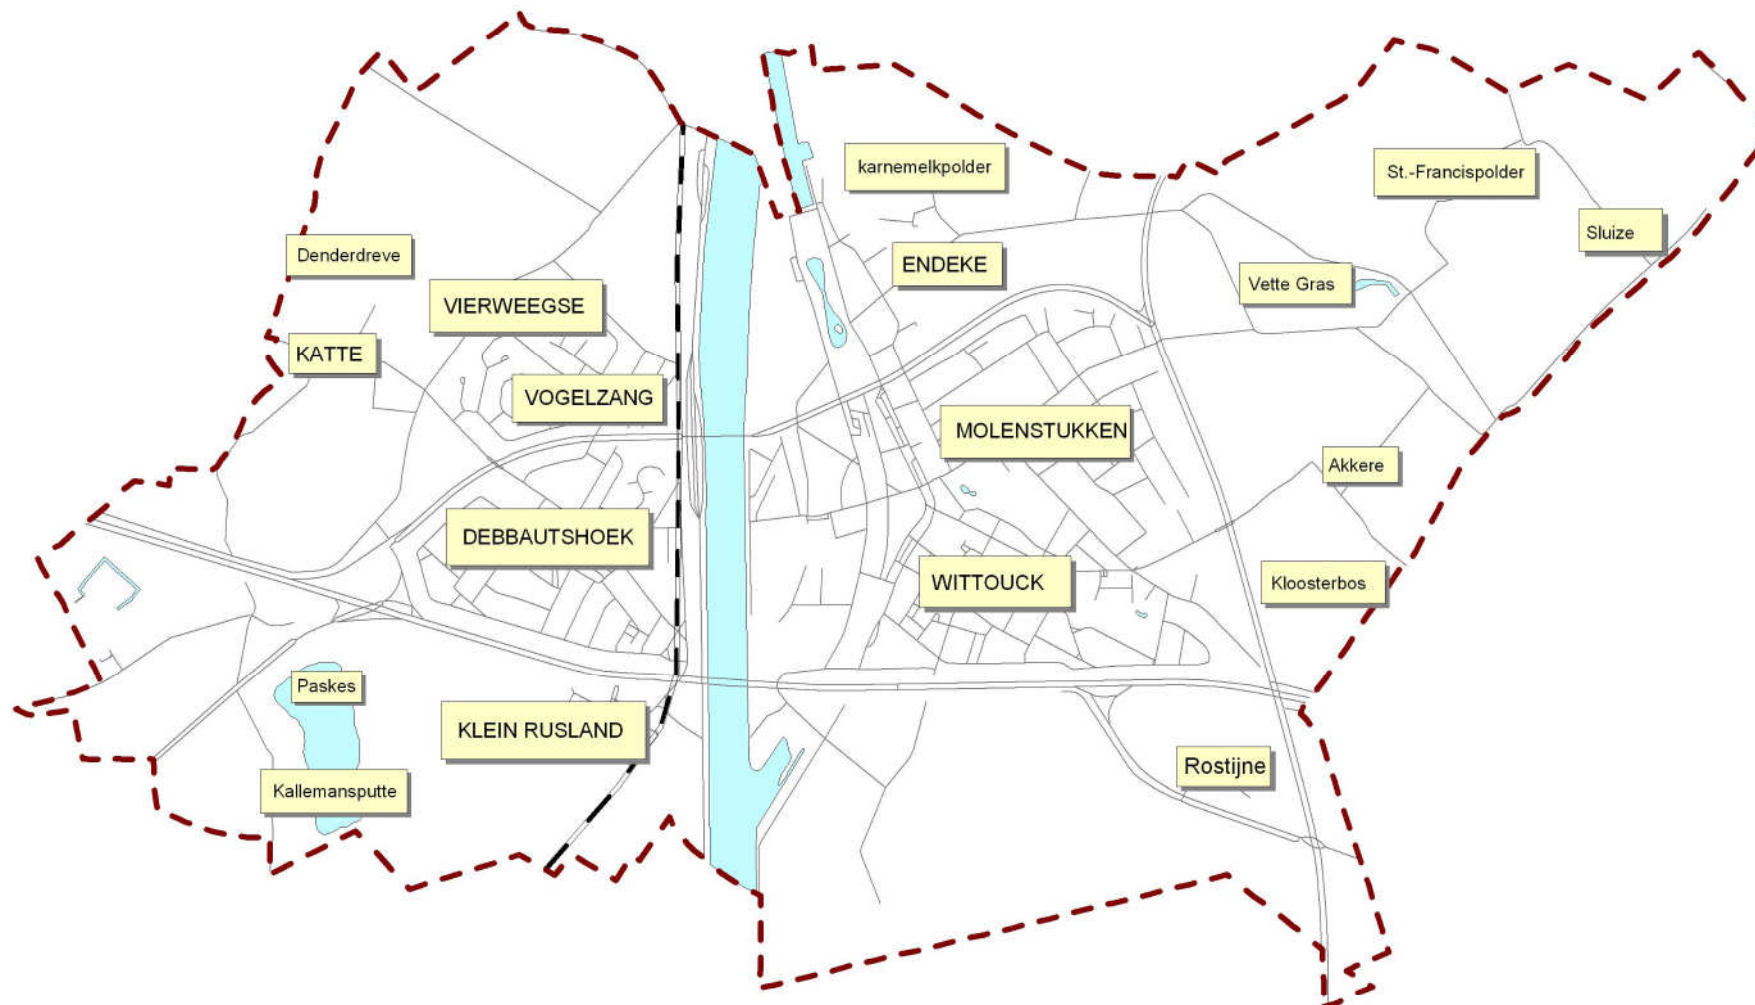 karnemelkpolder
St.-Francispolder
Sluize
Denderdreve
ENDEKE
Vette Gras
VIERWEEGSE
KATTE
VOGELZANG
MOLENSTUKKEN
Akkere
DEBBAUTSHOEK
WITTOUCK
Kloosterbos
Paskes
KLEIN RUSLAND
Rostijne
Kallemansputte